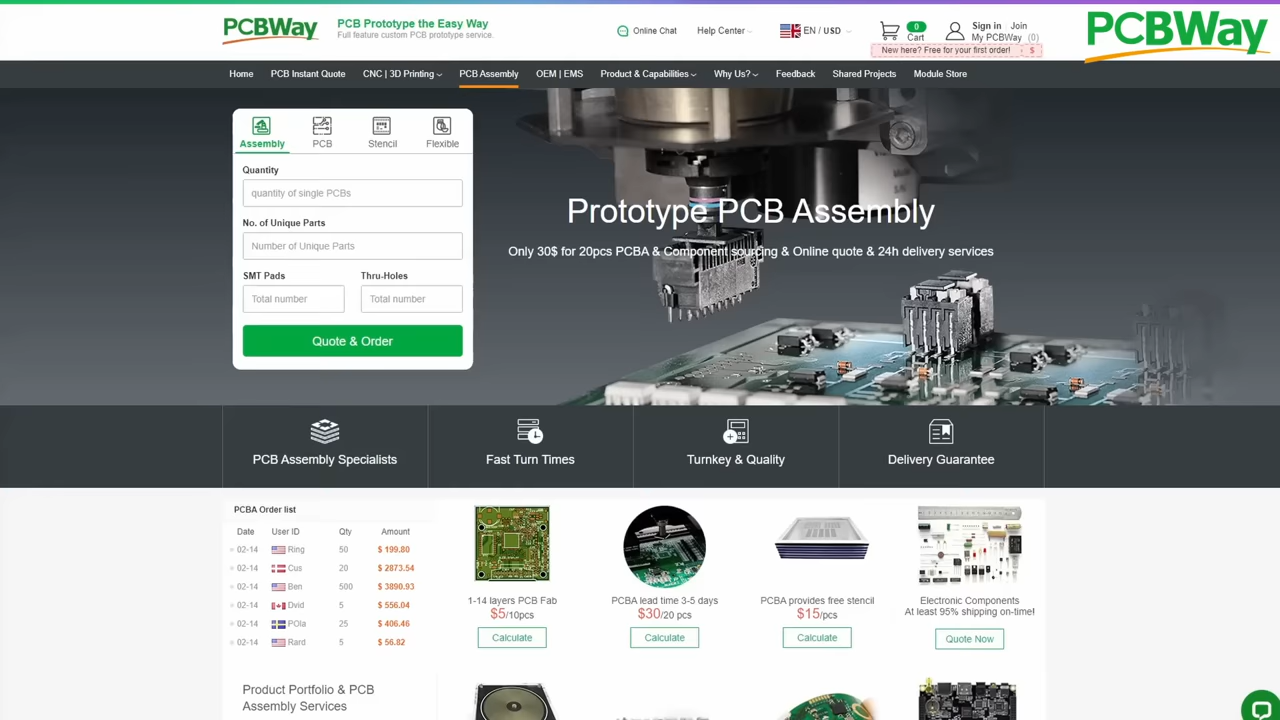 PCBWay
PCB Prototype the Easy Way
Full feature custom PCB prototype service.
Online Chat
Help Center
EN / USD
0
Cart
Sign in Join
My PCBWay (0)
New here? Free for your first order! - $
PCBWay
Home PCB Instant Quote CNC | 3D Printing PCB Assembly OEM | EMS Product & Capabilities Why Us? Feedback Shared Projects Module Store
Assembly PCB Stencil Flexible
Quantity
quantity of single PCBs
No. of Unique Parts
Number of Unique Parts
SMT Pads Thru-Holes
Total number Total number
Quote & Order
Prototype PCB Assembly
Only 30$ for 20pcs PCBA & Component sourcing & Online quote & 24h delivery services
PCB Assembly Specialists Fast Turn Times Turnkey & Quality Delivery Guarantee
PCBA Order list
Date User ID Qty Amount
02-14 Ring 50 $ 199.80
02-14 Cus 20 $ 2873.54
02-14 Ben 500 $ 3890.93
02-14 Dvid 5 $ 556.04
02-14 POla 25 $ 406.46
02-14 Rard 5 $ 56.82
1-14 layers PCB Fab
$5/10pcs
Calculate
PCBA lead time 3-5 days
$30/20 pcs
Calculate
PCBA provides free stencil
$15/pcs
Calculate
Electronic Components
At least 95% shipping on-time!
Quote Now
Product Portfolio & PCB
Assembly Services